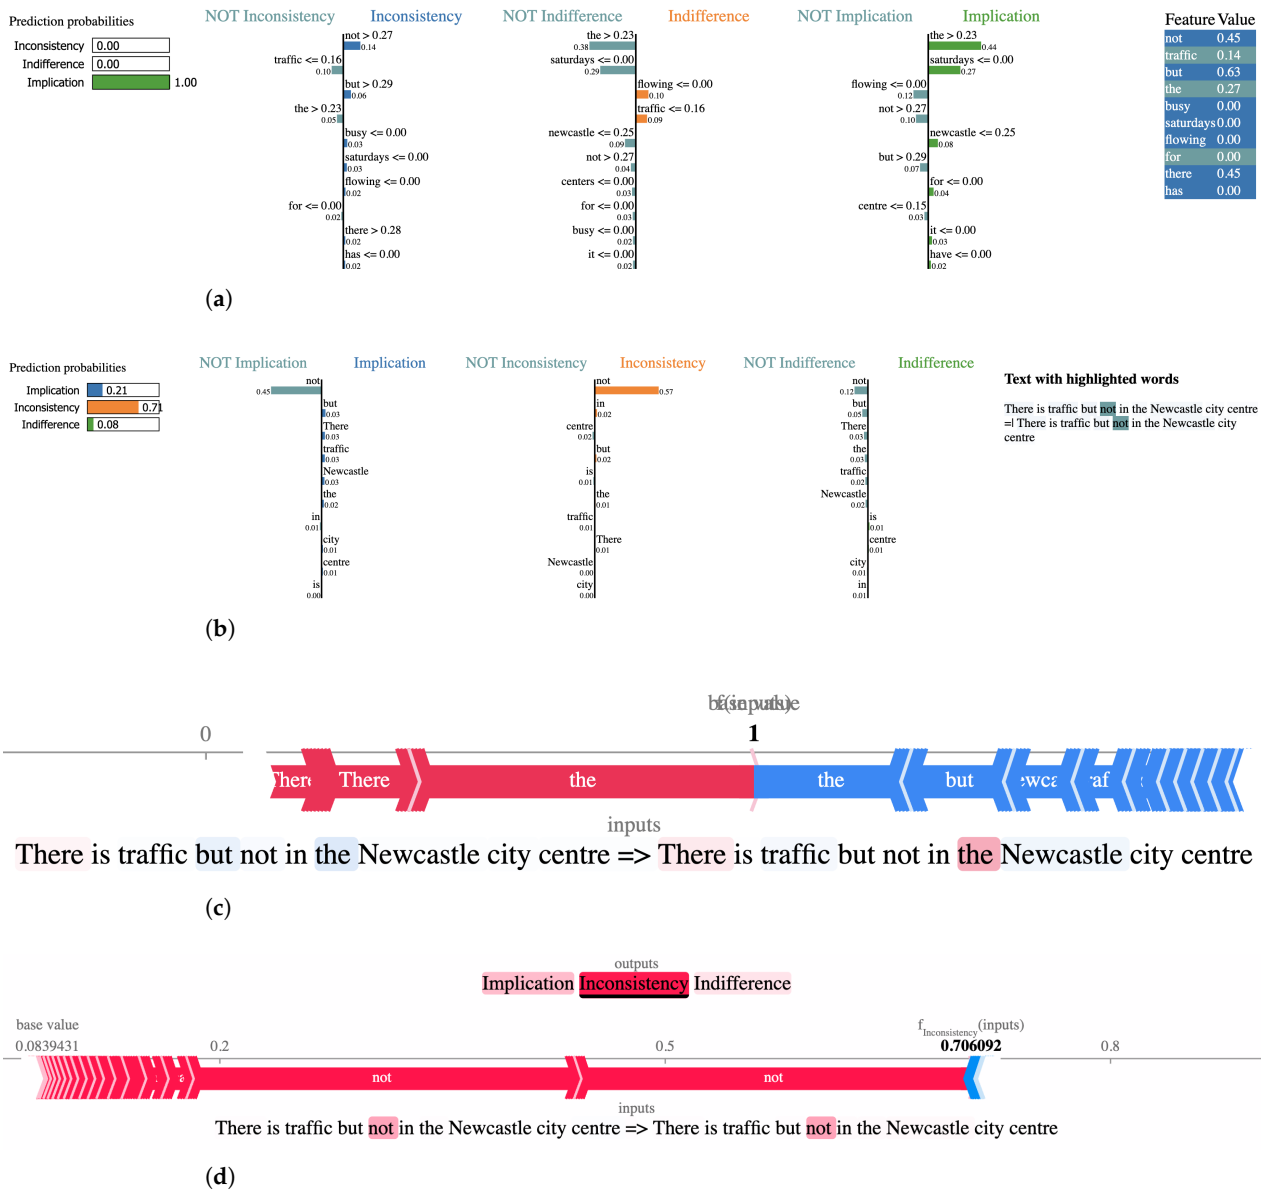 Prediction probabilities
Inconsistency 0.00
Indifference 0.00
Implication 1.00
NOT Inconsistency Inconsistency
not > 0.27
0.14
traffic <= 0.16
0.10
but > 0.29
0.06
the > 0.23
0.05
busy <= 0.00
0.03
saturdays <= 0.00
0.03
flowing <= 0.00
0.02
for <= 0.00
0.02
there > 0.28
0.02
has <= 0.00
0.02
NOT Indifference Indifference
the > 0.23
0.38
saturdays <= 0.00
0.29
flowing <= 0.00
0.10
traffic <= 0.16
0.09
newcastle <= 0.25
0.09
not > 0.27
0.04
centers <= 0.00
0.03
for <= 0.00
0.03
busy <= 0.00
0.02
it <= 0.00
0.02
NOT Implication Implication
the > 0.23
0.44
saturdays <= 0.00
0.27
flowing <= 0.00
0.12
not > 0.27
0.10
newcastle <= 0.25
0.08
but > 0.29
0.07
for <= 0.00
0.04
centre <= 0.15
0.03
it <= 0.00
0.03
have <= 0.00
0.02
Feature Value
not 0.45
traffic 0.14
but 0.63
the 0.27
busy 0.00
saturdays 0.00
flowing 0.00
for 0.00
there 0.45
has 0.00
(a)
Prediction probabilities
Implication 0.21
Inconsistency 0.71
Indifference 0.08
NOT Implication Implication
not
0.45
but
0.03
There
0.03
traffic
0.03
Newcastle
0.03
the
0.02
in
0.01
city
0.01
centre
0.01
is
0.00
NOT Inconsistency Inconsistency
not
0.57
in
0.02
centre
0.02
but
0.02
is
0.01
the
0.01
traffic
0.01
There
0.01
Newcastle
0.00
city
0.00
NOT Indifference Indifference
not
0.12
but
0.05
There
0.03
the
0.03
traffic
0.02
Newcastle
0.02
is
0.01
centre
0.01
city
0.01
in
0.01
Text with highlighted words
There is traffic but not in the Newcastle city centre
=| There is traffic but not in the Newcastle city
centre
(b)
0 1
There There the the but ewca raf
inputs
There is traffic but not in the Newcastle city centre => There is traffic but not in the Newcastle city centre
(c)
outputs
Implication Inconsistency Indifference
base value fInconsistency(inputs)
0.0839431 0.2 0.5 0.706092 0.8
not not
inputs
There is traffic but not in the Newcastle city centre => There is traffic but not in the Newcastle city centre
(d)